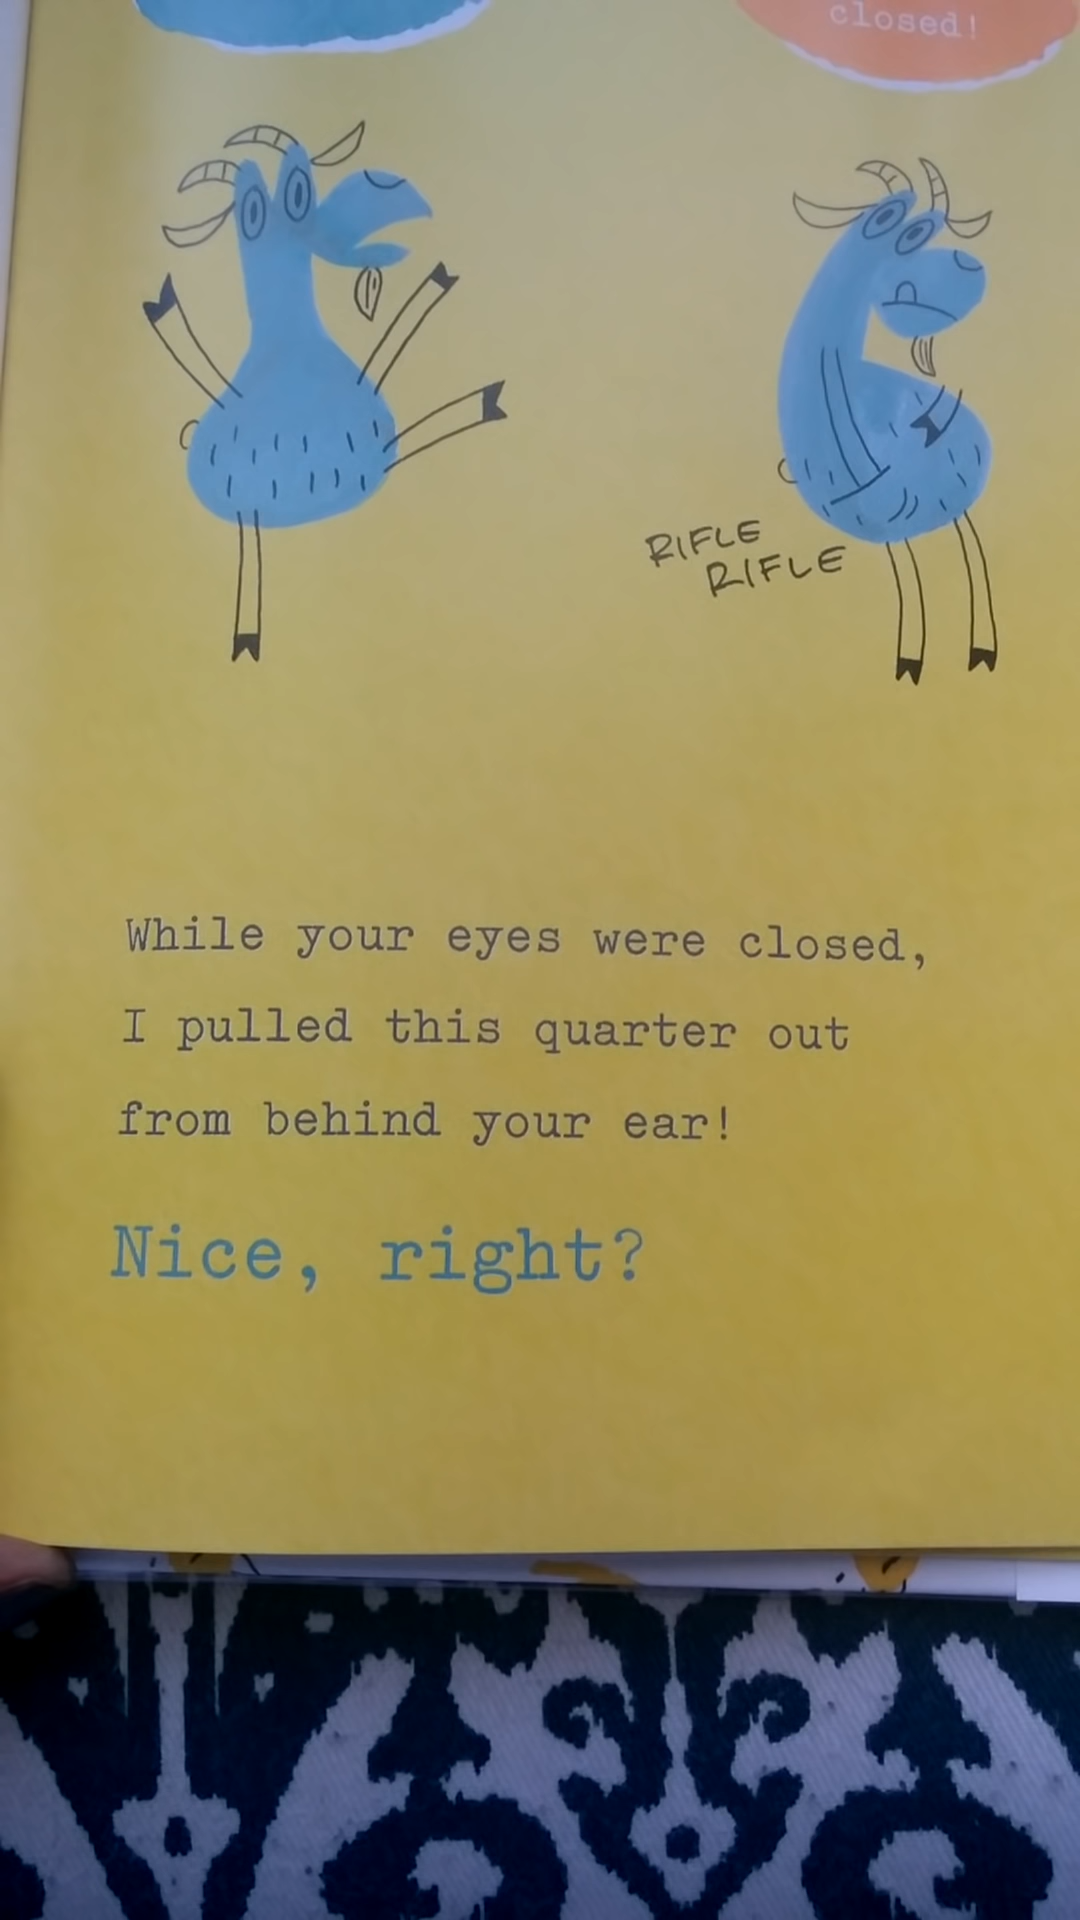 closed!
RIFLE
RIFLE
While your eyes were closed,
I pulled this quarter out
from behind your ear!
Nice, right?